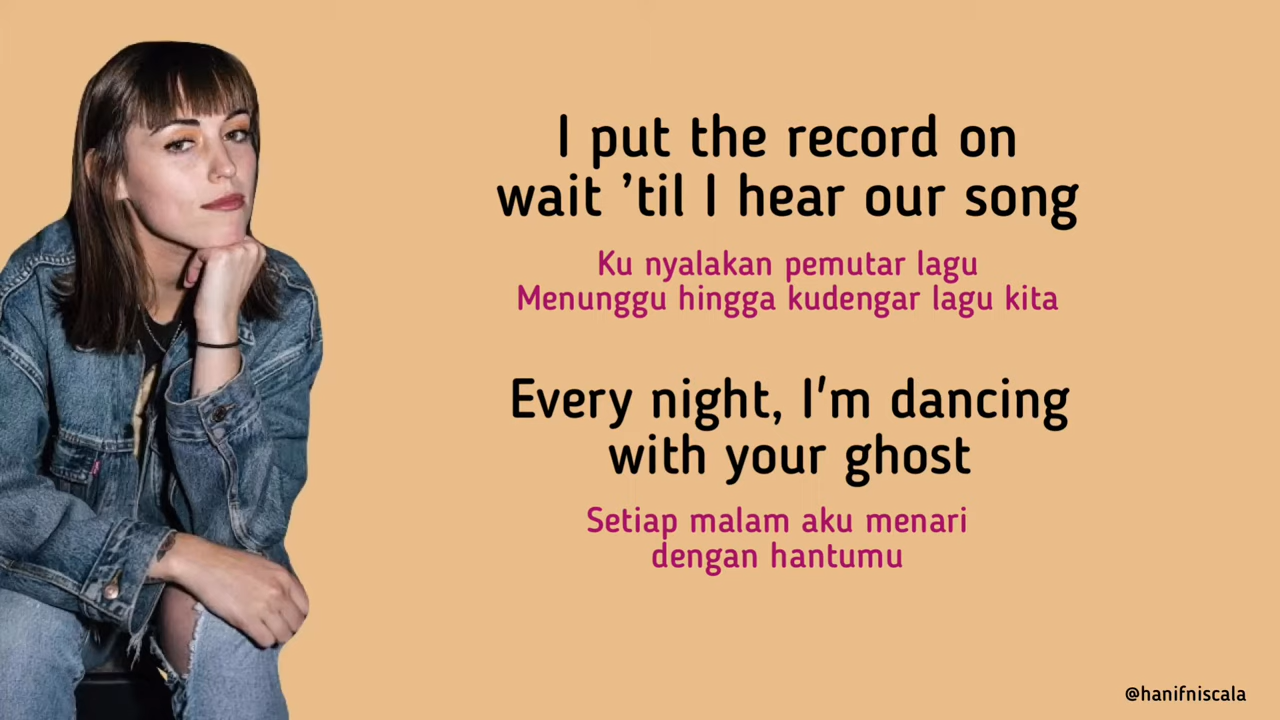 I put the record on
wait ’til I hear our song
Ku nyalakan pemutar lagu
Menunggu hingga kudengar lagu kita
Every night, I'm dancing
with your ghost
Setiap malam aku menari
dengan hantumu
@hanifniscala